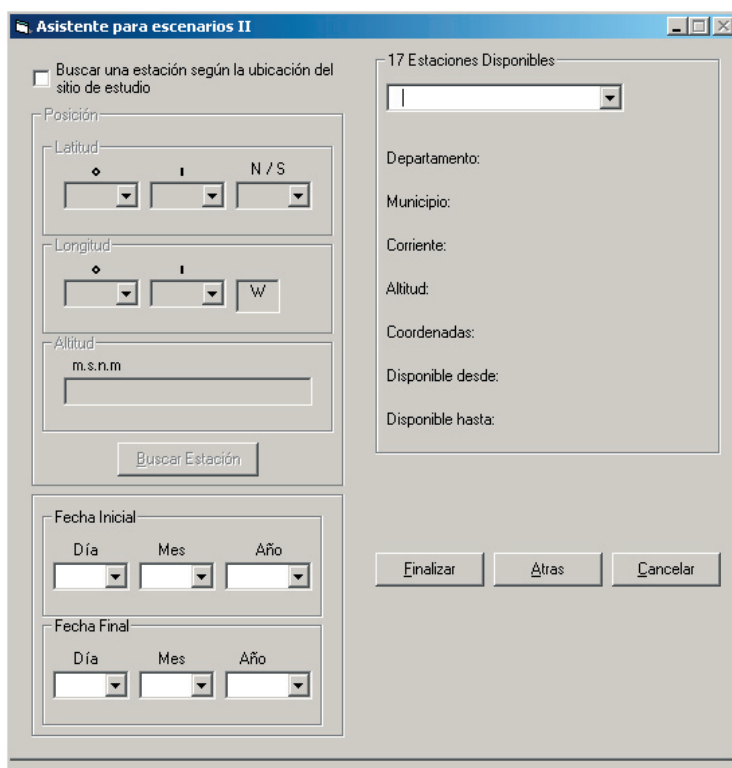 Asistente para escenarios II
Buscar una estación según la ubicación del
sitio de estudio
Posición
Latitud
N / S
Longitud
W
Altitud
m.s.n.m
Buscar Estación
Fecha Inicial
Día Mes Año
Fecha Final
Día Mes Año
17 Estaciones Disponibles
Departamento:
Municipio:
Corriente:
Altitud:
Coordenadas:
Disponible desde:
Disponible hasta:
Finalizar Atras Cancelar